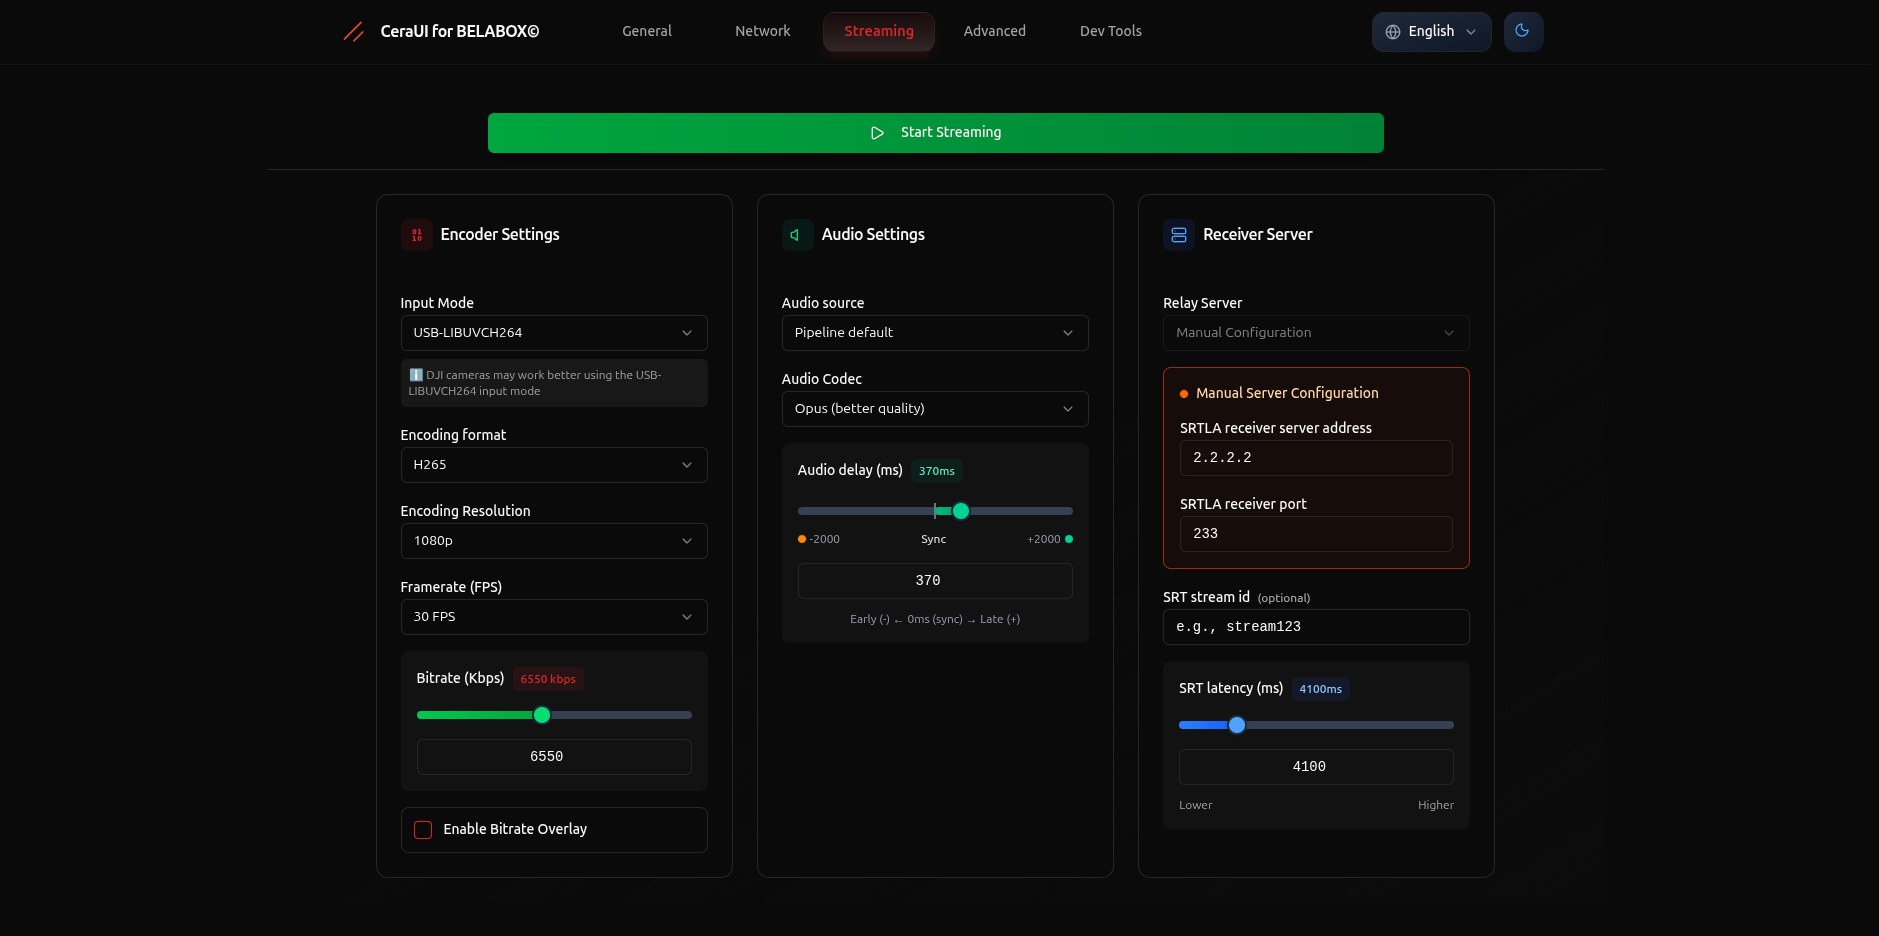 CeraUI for BELABOX©
General
Network
Streaming
Advanced
Dev Tools
English
Start Streaming
01
10
Encoder Settings
Input Mode
USB-LIBUVCH264
ℹ️ DJI cameras may work better using the USB-
LIBUVCH264 input mode
Encoding format
H265
Encoding Resolution
1080p
Framerate (FPS)
30 FPS
Bitrate (Kbps) 6550 kbps
6550
Enable Bitrate Overlay
Audio Settings
Audio source
Pipeline default
Audio Codec
Opus (better quality)
Audio delay (ms) 370ms
-2000 Sync +2000
370
Early (-) ← 0ms (sync) → Late (+)
Receiver Server
Relay Server
Manual Configuration
Manual Server Configuration
SRTLA receiver server address
2.2.2.2
SRTLA receiver port
233
SRT stream id (optional)
e.g., stream123
SRT latency (ms) 4100ms
4100
Lower Higher